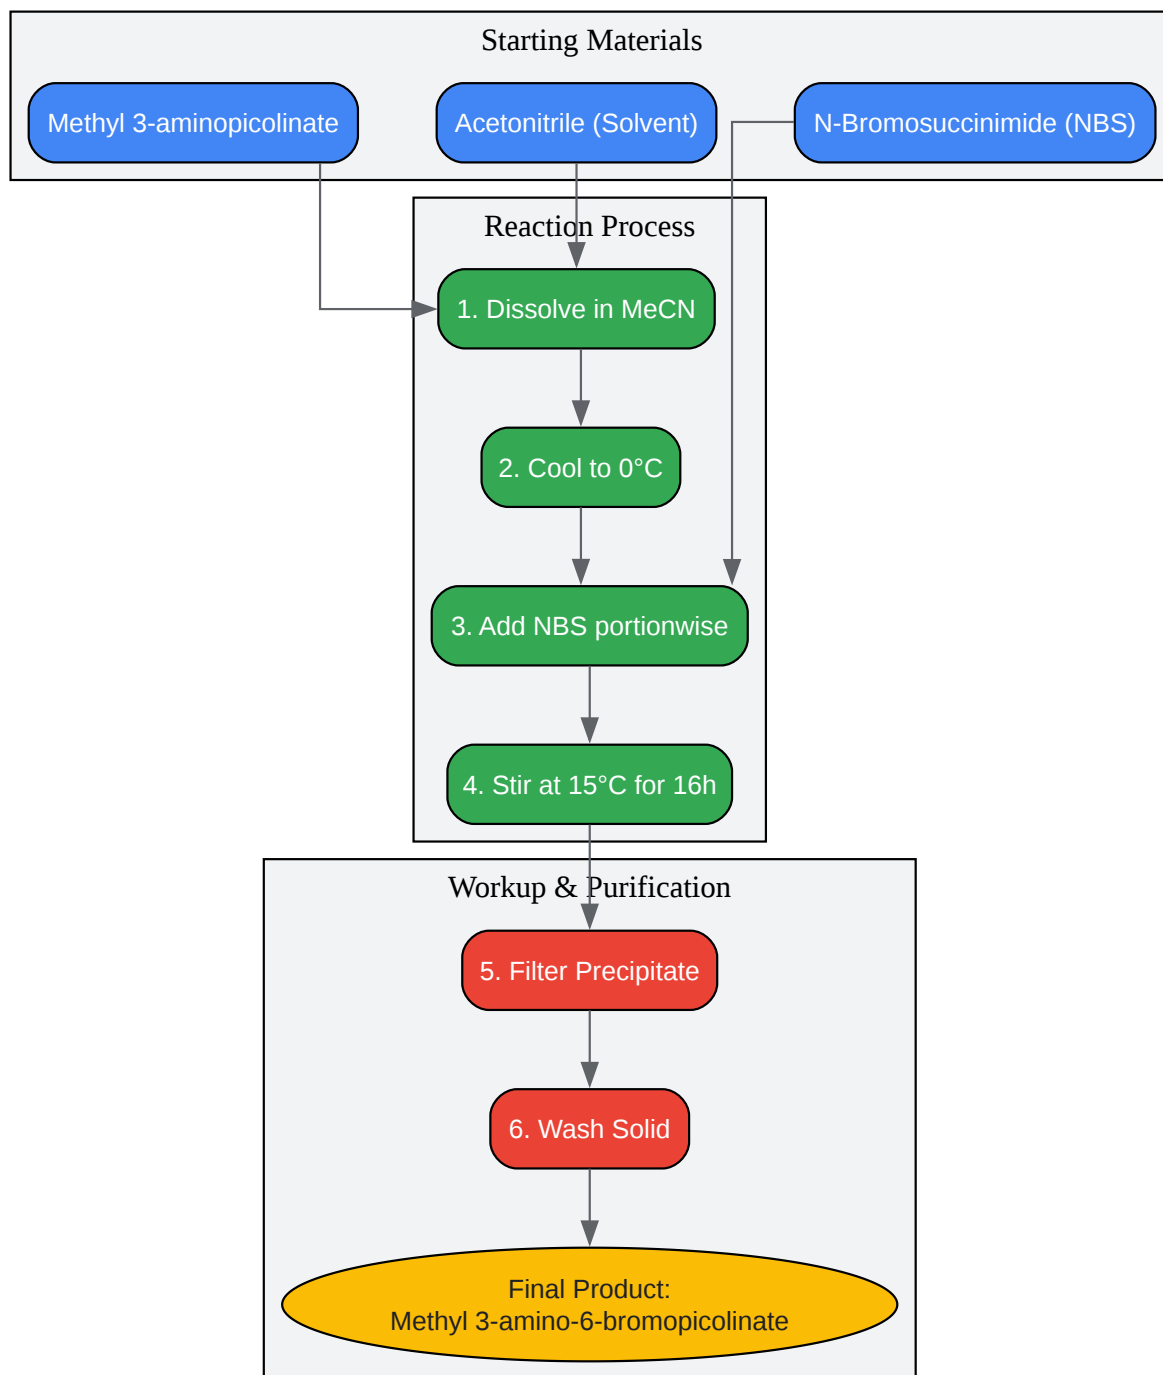 Starting Materials
Methyl 3-aminopicolinate
Acetonitrile (Solvent)
N-Bromosuccinimide (NBS)
Reaction Process
1. Dissolve in MeCN
2. Cool to 0°C
3. Add NBS portionwise
4. Stir at 15°C for 16h
Workup & Purification
5. Filter Precipitate
6. Wash Solid
Final Product:
Methyl 3-amino-6-bromopicolinate